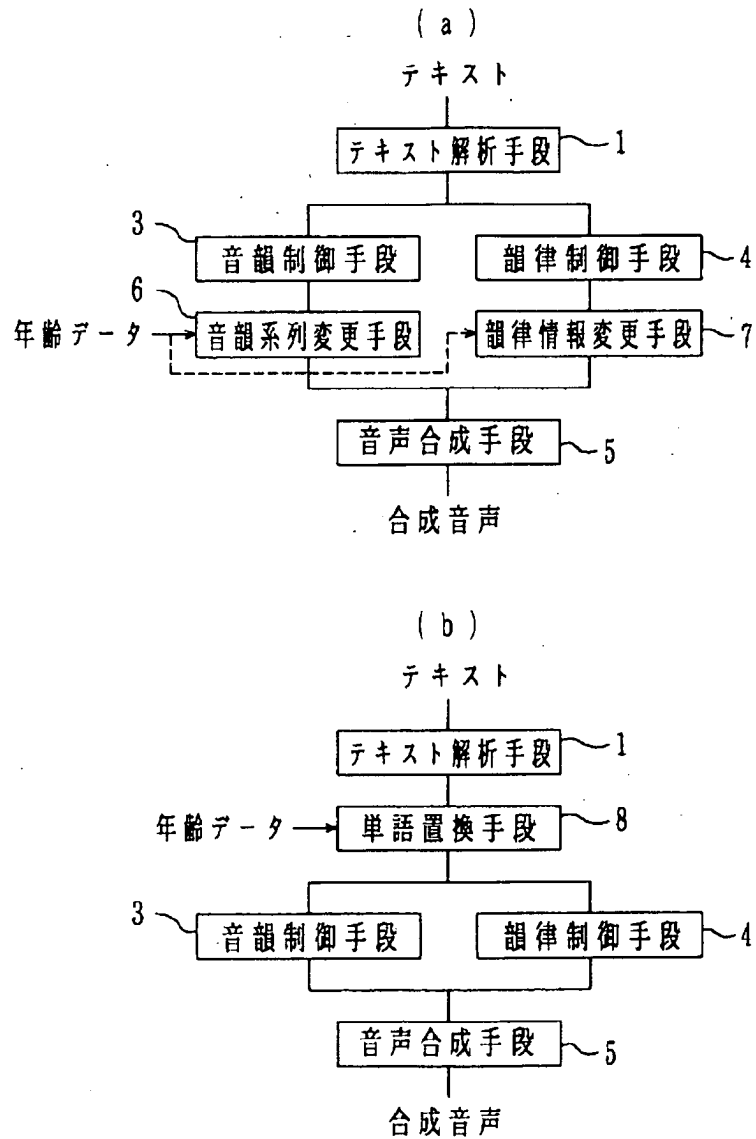 (a)
テキスト
テキスト解析手段 1
3 音韻制御手段 韻律制御手段 4
6
年齢データ 音韻系列変更手段 韻律情報変更手段 7
音声合成手段 5
合成音声
(b)
テキスト
テキスト解析手段 1
年齢データ 単語置換手段 8
3 音韻制御手段 韻律制御手段 4
音声合成手段 5
合成音声